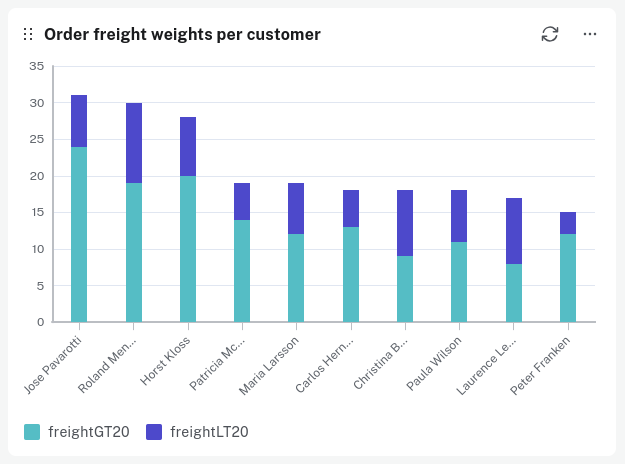 Order freight weights per customer
35
30
25
20
15
10
5
0
Jose Pavarotti
Roland Men...
Horst Kloss
Patricia Mc...
Maria Larsson
Carlos Hern...
Christina B...
Paula Wilson
Laurence Le...
Peter Franken
freightGT20 freightLT20